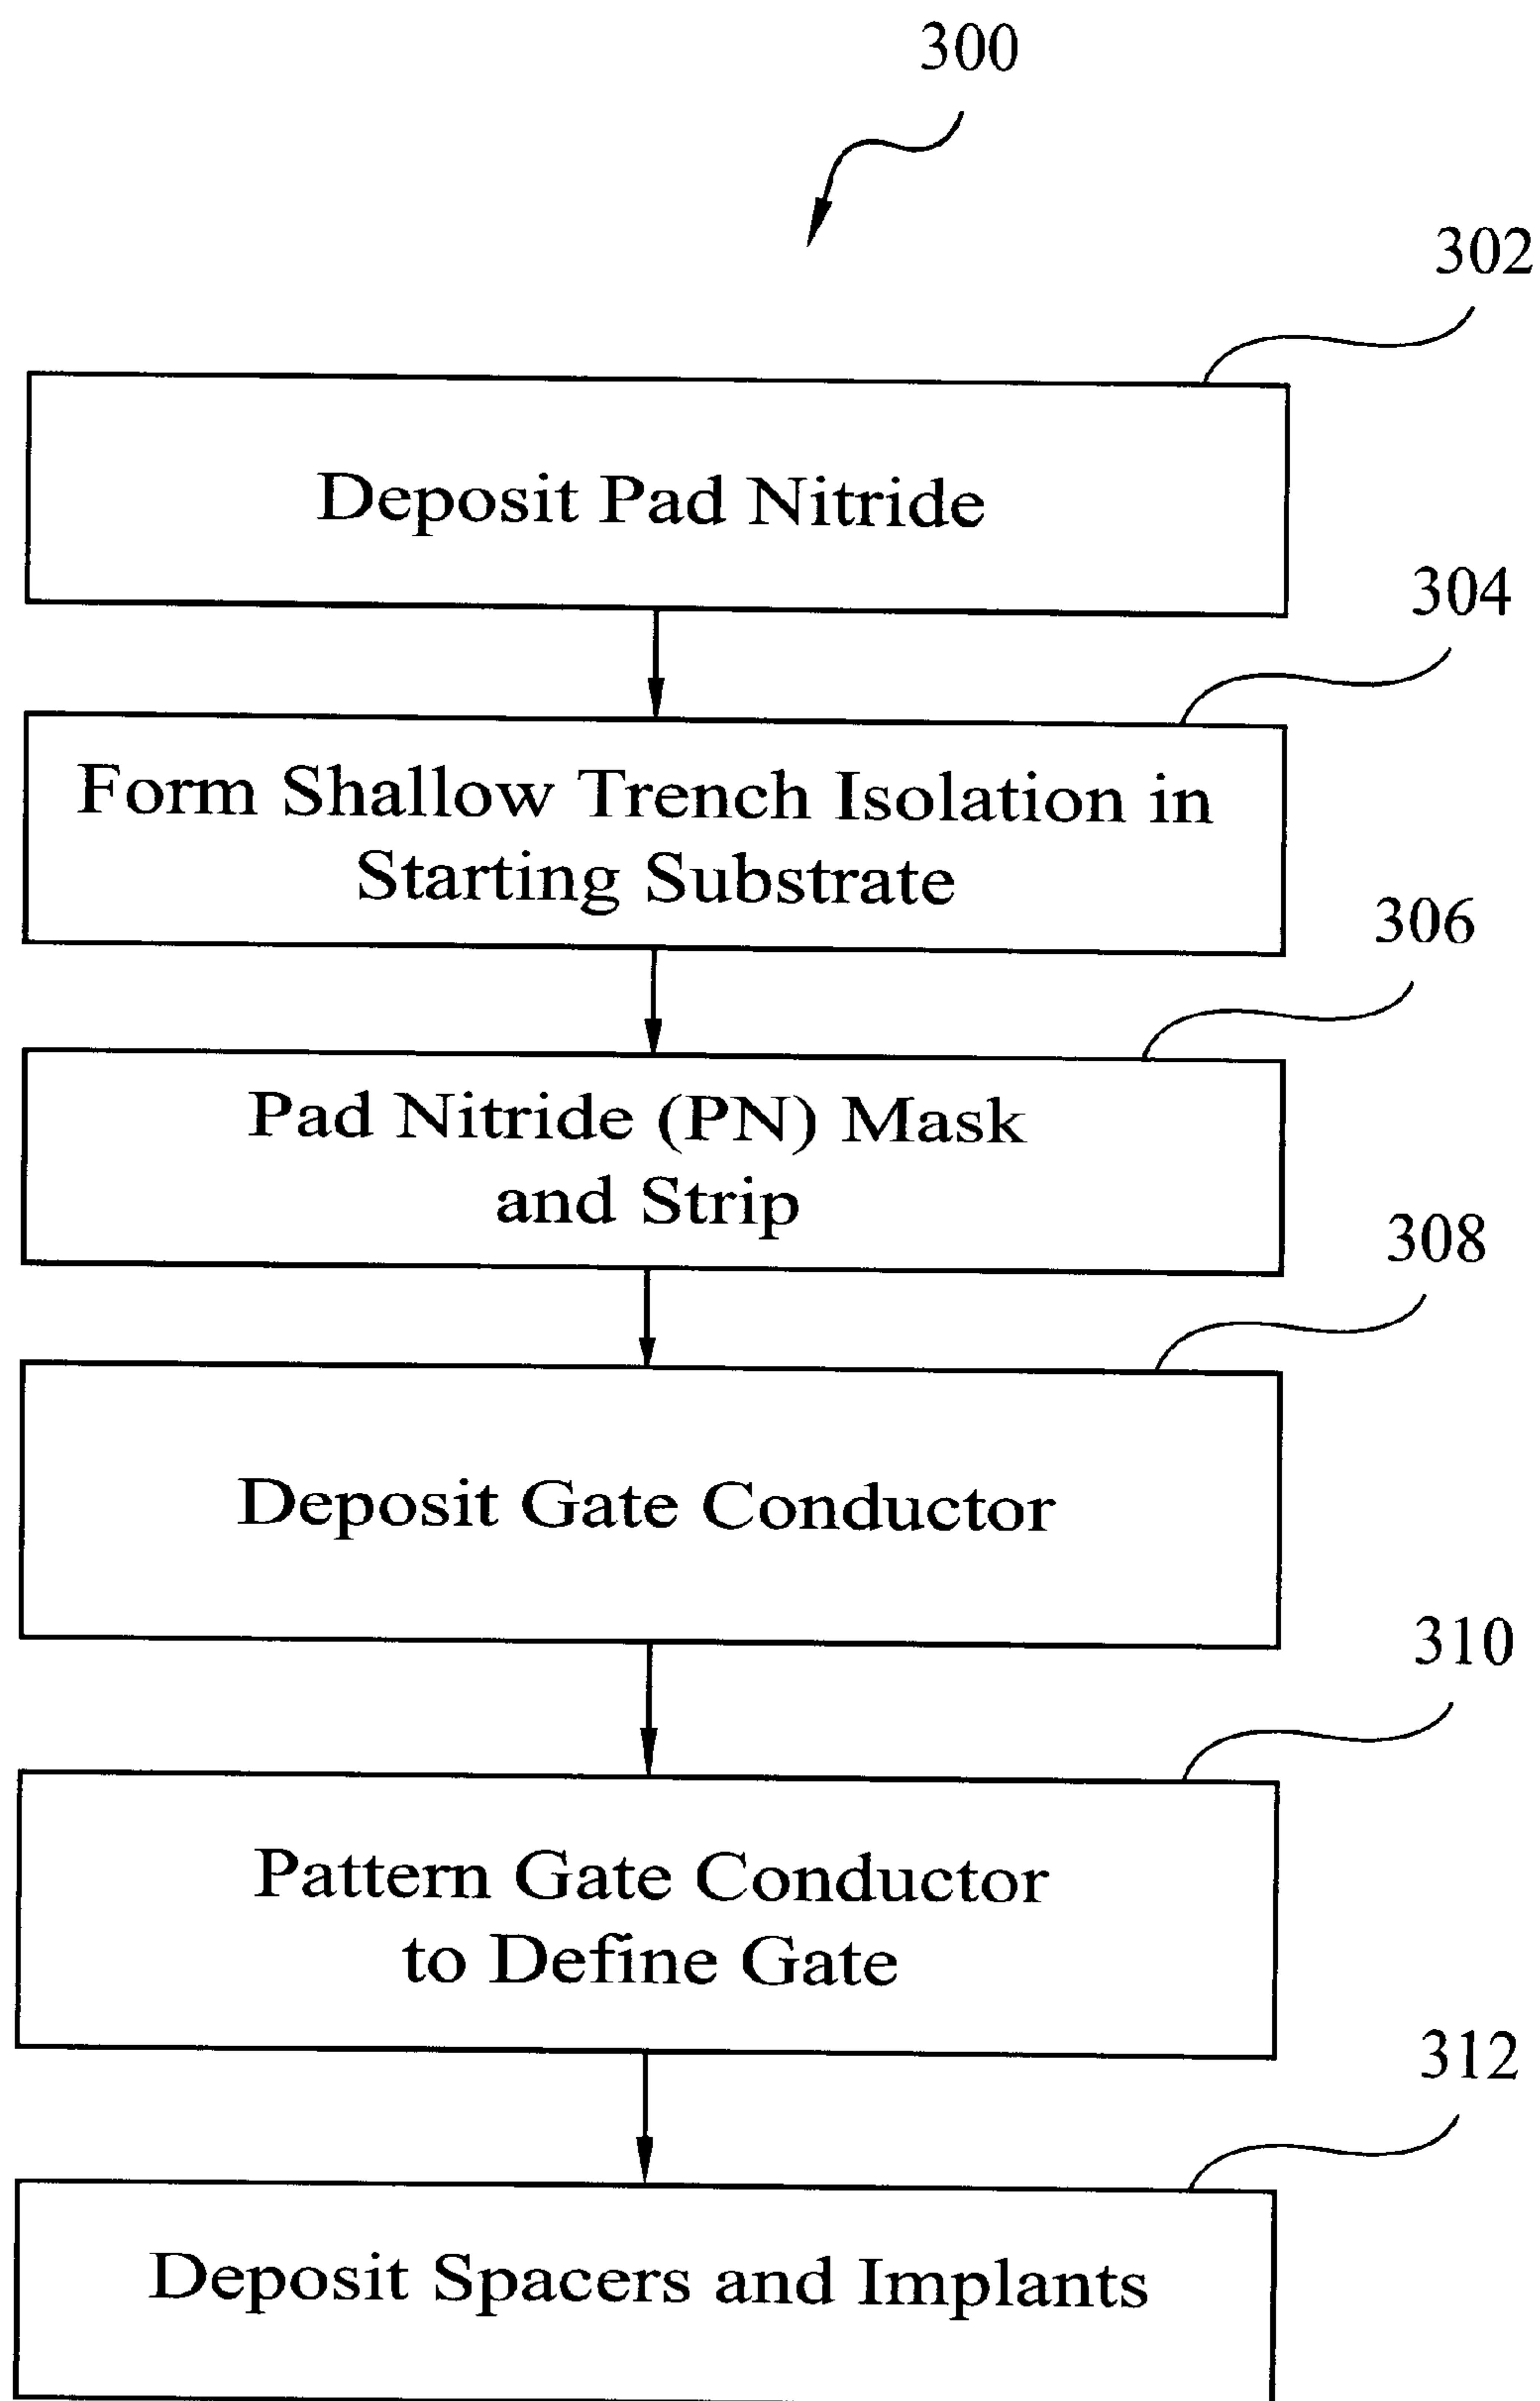 300
302
Deposit Pad Nitride
304
Form Shallow Trench Isolation in
Starting Substrate
306
Pad Nitride (PN) Mask
and Strip
308
Deposit Gate Conductor
310
Pattern Gate Conductor
to Define Gate
312
Deposit Spacers and Implants